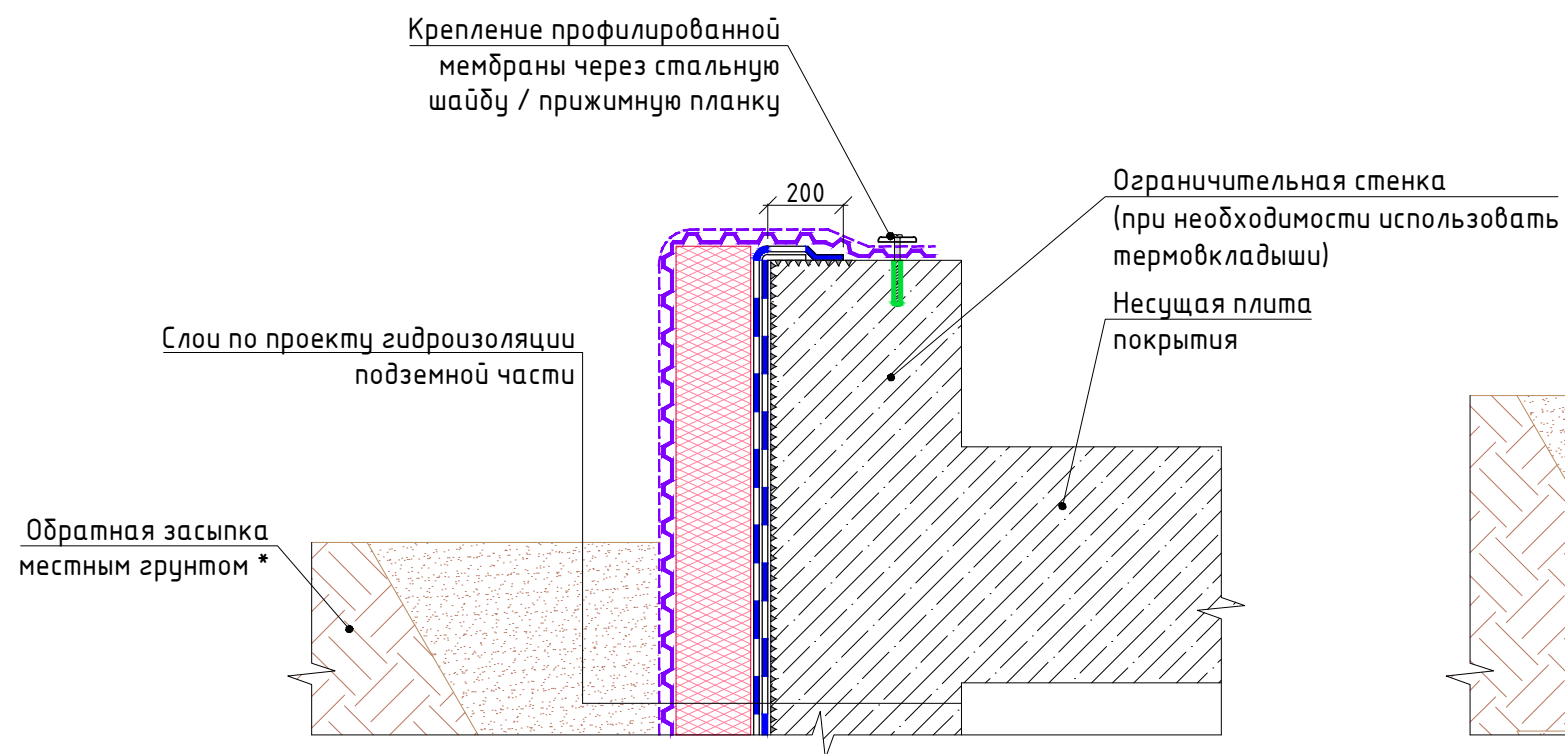 Крепление профилированной
мембраны через стальную
шайбу / прижимную планку
200
Ограничительная стенка
(при необходимости использовать
термовкладыши)
Несущая плита
покрытия
Слои по проекту гидроизоляции
подземной части
Обратная засыпка
местным грунтом *